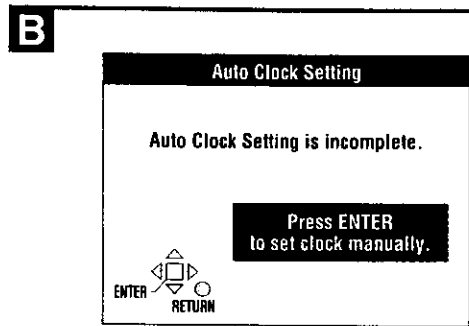 B
Auto Clock Setting
Auto Clock Setting is incomplete.
Press ENTER
to set clock manually.
ENTER
RETURN